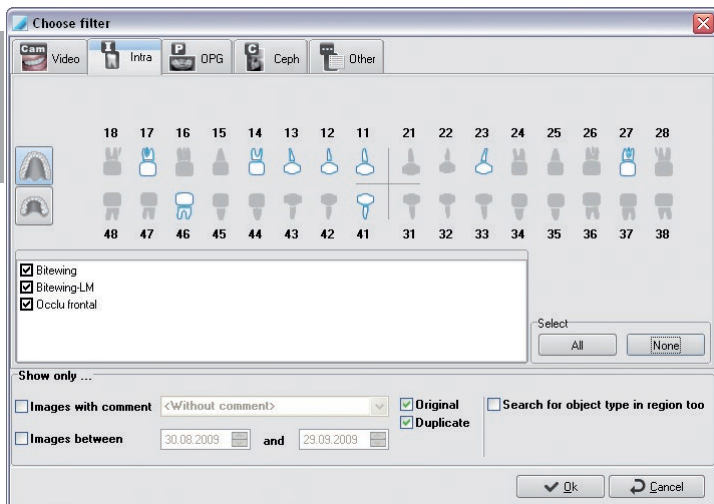 Choose filter
Cam Video I Intra P OPG C Ceph Other
18 17 16 15 14 13 12 11 21 22 23 24 25 26 27 28
48 47 46 45 44 43 42 41 31 32 33 34 35 36 37 38
Bitewing
Bitewing-LM
Occlu frontal
Select
All None
Show only ...
Images with comment <Without comment> Original Search for object type in region too
Duplicate
Images between 30.08.2009 and 29.09.2009
Ok Cancel